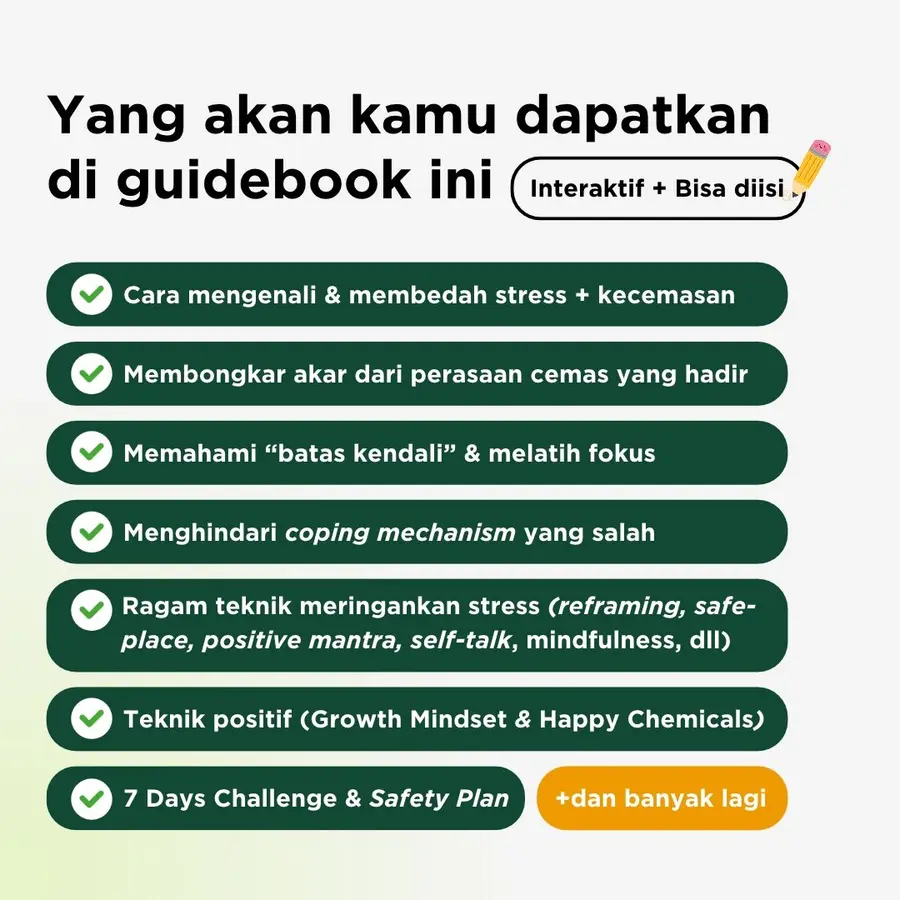 Yang akan kamu dapatkan
di guidebook ini
Interaktif + Bisa diisi
Cara mengenali & membedah stress + kecemasan
Membongkar akar dari perasaan cemas yang hadir
Memahami “batas kendali” & melatih fokus
Menghindari coping mechanism yang salah
Ragam teknik meringankan stress (reframing, safe-
place, positive mantra, self-talk, mindfulness, dll)
Teknik positif (Growth Mindset & Happy Chemicals)
7 Days Challenge & Safety Plan
+dan banyak lagi